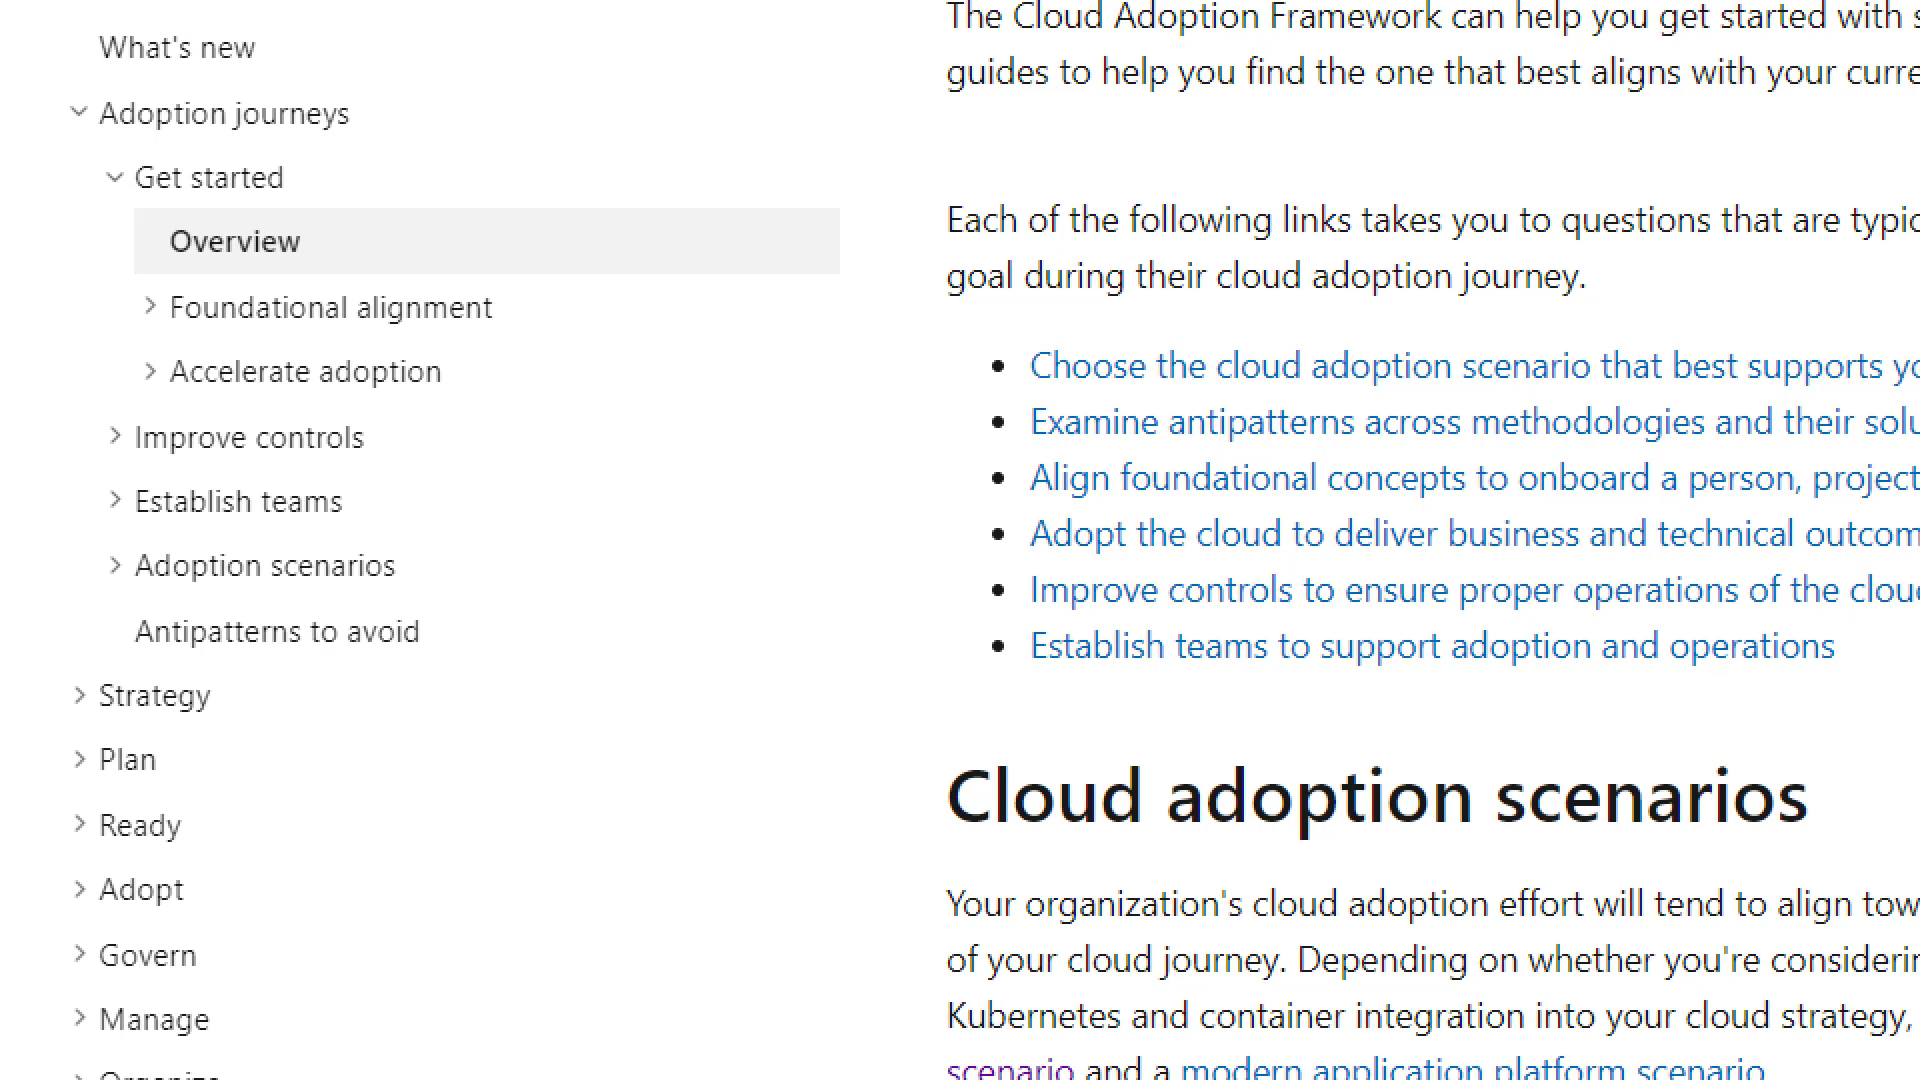 What's new
Adoption journeys
Get started
Overview
Foundational alignment
Accelerate adoption
Improve controls
Establish teams
Adoption scenarios
Antipatterns to avoid
Strategy
Plan
Ready
Adopt
Govern
Manage
Organize
The Cloud Adoption Framework can help you get started with
guides to help you find the one that best aligns with your
Each of the following links takes you to questions that are
goal during their cloud adoption journey.
• Choose the cloud adoption scenario that best supports
• Examine antipatterns across methodologies and their
• Align foundational concepts to onboard a person, project
• Adopt the cloud to deliver business and technical
• Improve controls to ensure proper operations of the
• Establish teams to support adoption and operations
Cloud adoption scenarios
Your organization's cloud adoption effort will tend to align
of your cloud journey. Depending on whether you're
Kubernetes and container integration into your cloud strategy,
scenario and a modern application platform scenario